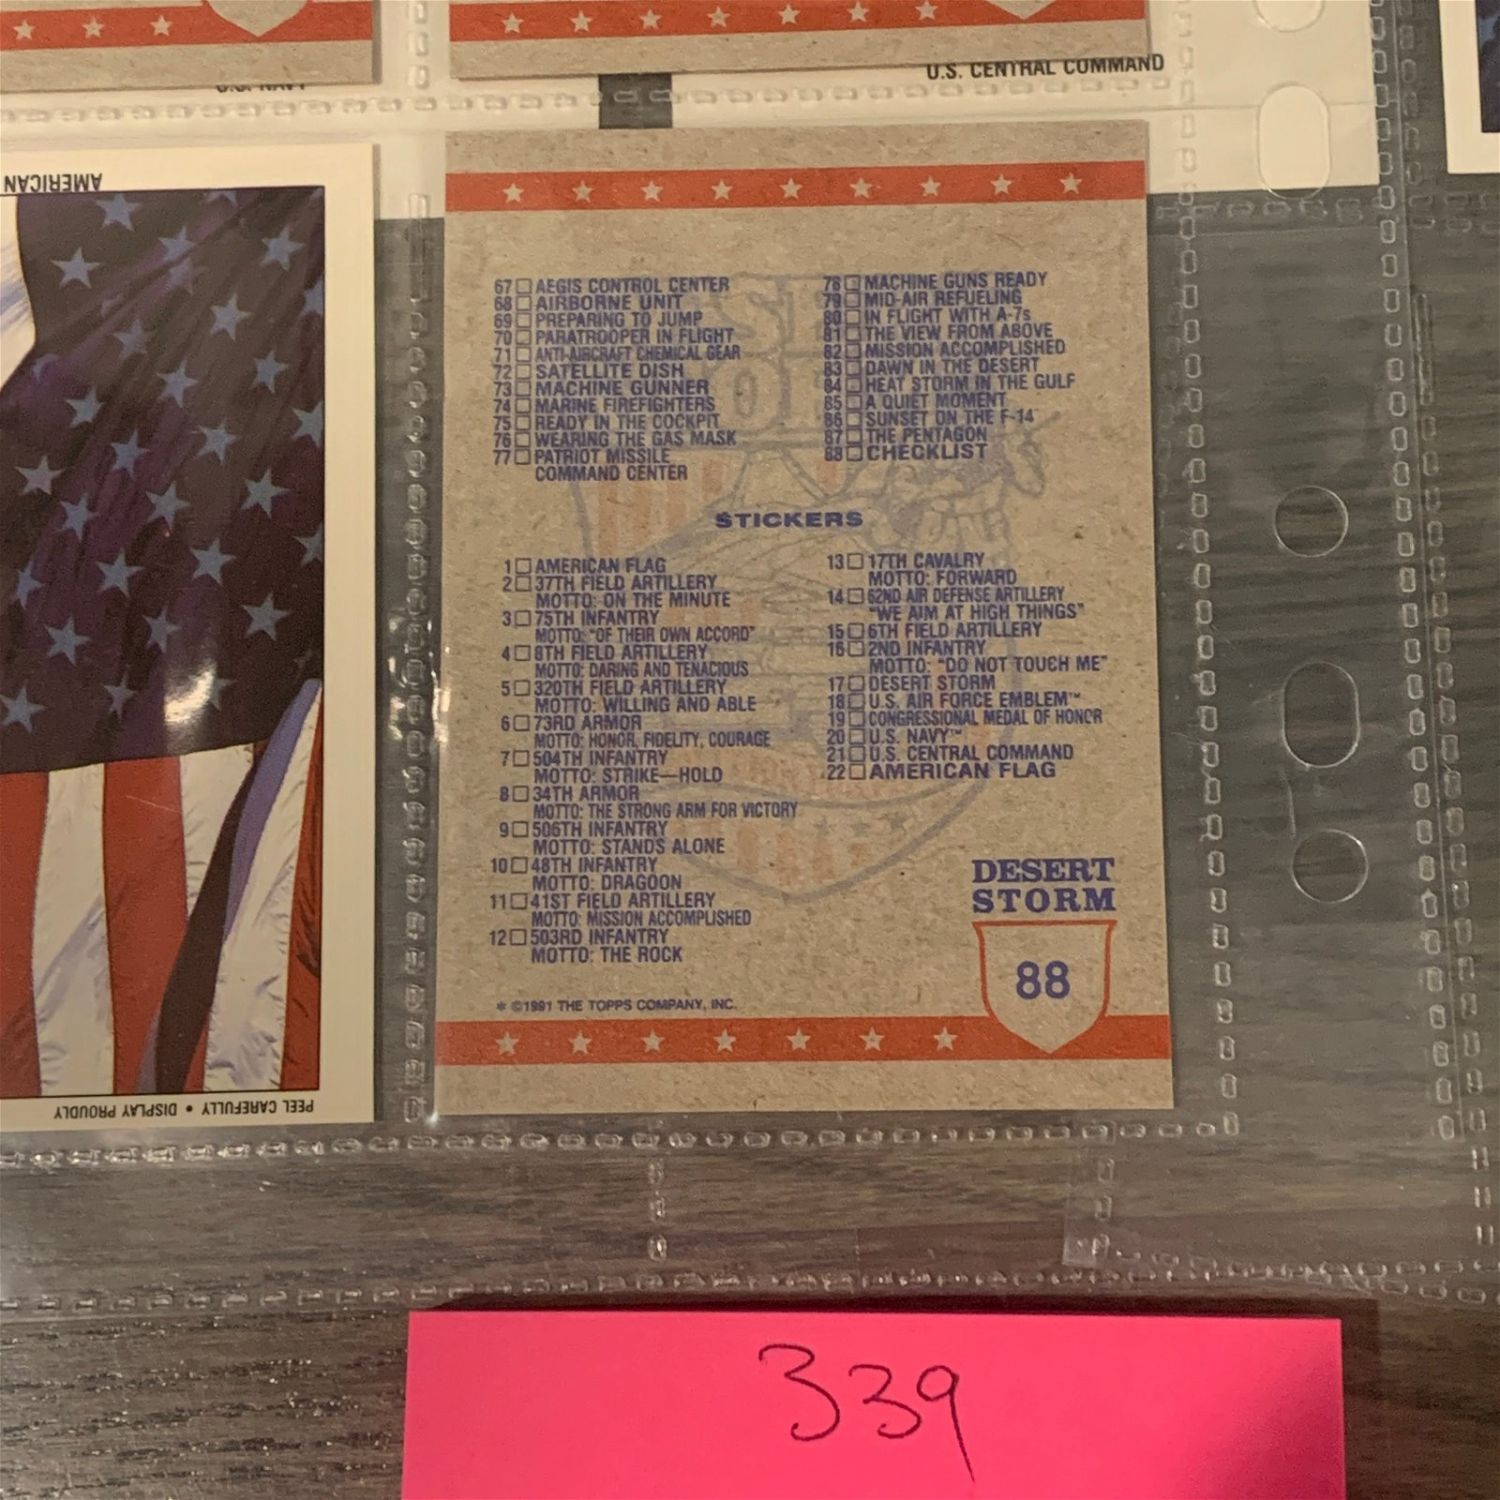 U.S. NAVY
U.S. CENTRAL COMMAND
AMERICAN
67 ☐ AEGIS CONTROL CENTER
68 ☐ AIRBORNE UNIT
69 ☐ PREPARING TO JUMP
70 ☐ PARATROOPER IN FLIGHT
71 ☐ ANTI-AIRCRAFT CHEMICAL GEAR
72 ☐ SATELLITE DISH
73 ☐ MACHINE GUNNER
74 ☐ MARINE FIREFIGHTERS
75 ☐ READY IN THE COCKPIT
76 ☐ WEARING THE GAS MASK
77 ☐ PATRIOT MISSILE
COMMAND CENTER
78 ☐ MACHINE GUNS READY
79 ☐ MID-AIR REFUELING
80 ☐ IN FLIGHT WITH A-7s
81 ☐ THE VIEW FROM ABOVE
82 ☐ MISSION ACCOMPLISHED
83 ☐ DAWN IN THE DESERT
84 ☐ HEAT STORM IN THE GULF
85 ☐ A QUIET MOMENT
86 ☐ SUNSET ON THE F-14
87 ☐ THE PENTAGON
88 ☐ CHECKLIST
STICKERS
1 ☐ AMERICAN FLAG
2 ☐ 37TH FIELD ARTILLERY
MOTTO: ON THE MINUTE
3 ☐ 75TH INFANTRY
MOTTO: "OF THEIR OWN ACCORD"
4 ☐ 8TH FIELD ARTILLERY
MOTTO: DARING AND TENACIOUS
5 ☐ 320TH FIELD ARTILLERY
MOTTO: WILLING AND ABLE
6 ☐ 73RD ARMOR
MOTTO: HONOR, FIDELITY, COURAGE
7 ☐ 504TH INFANTRY
MOTTO: STRIKE—HOLD
8 ☐ 34TH ARMOR
MOTTO: THE STRONG ARM FOR VICTORY
9 ☐ 506TH INFANTRY
MOTTO: STANDS ALONE
10 ☐ 48TH INFANTRY
MOTTO: DRAGOON
11 ☐ 41ST FIELD ARTILLERY
MOTTO: MISSION ACCOMPLISHED
12 ☐ 503RD INFANTRY
MOTTO: THE ROCK
13 ☐ 17TH CAVALRY
MOTTO: FORWARD
14 ☐ 62ND AIR DEFENSE ARTILLERY
"WE AIM AT HIGH THINGS"
15 ☐ 6TH FIELD ARTILLERY
16 ☐ 2ND INFANTRY
MOTTO: "DO NOT TOUCH ME"
17 ☐ DESERT STORM
18 ☐ U.S. AIR FORCE EMBLEM™
19 ☐ CONGRESSIONAL MEDAL OF HONOR
20 ☐ U.S. NAVY™
21 ☐ U.S. CENTRAL COMMAND
22 ☐ AMERICAN FLAG
DESERT
STORM
88
* ©1991 THE TOPPS COMPANY, INC.
PEEL CAREFULLY • DISPLAY PROUDLY
339